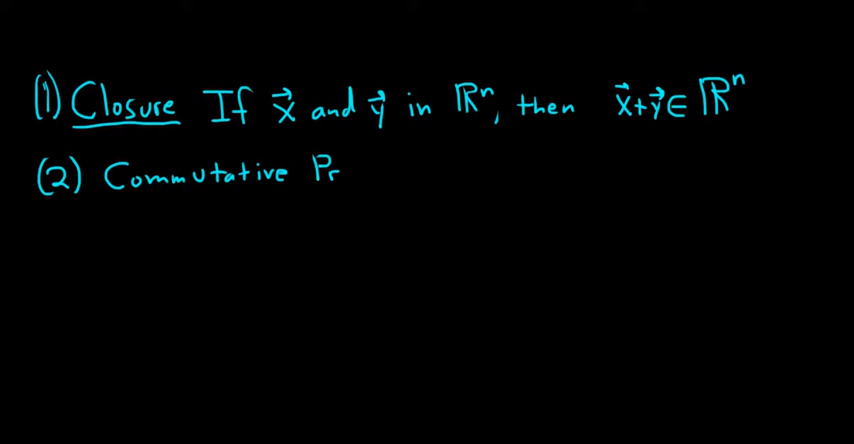 (1) Closure If x⃗ and y⃗ in ℝⁿ, then x⃗+y⃗ ∈ ℝⁿ
(2) Commutative Pr